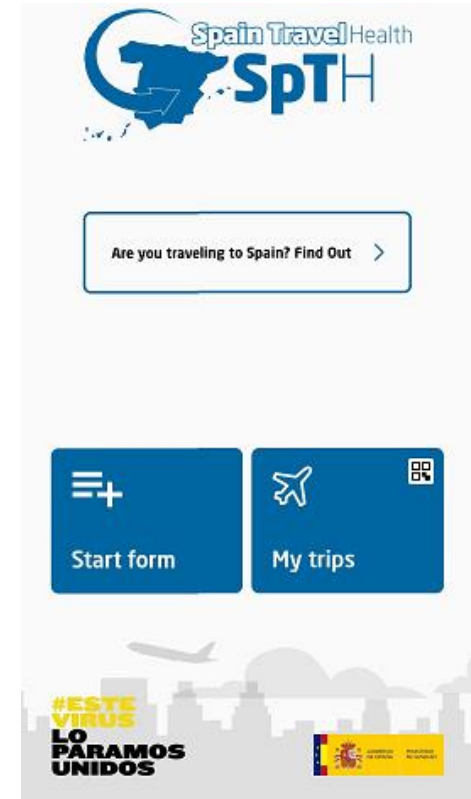 Spain Travel Health
SpTH
Are you traveling to Spain? Find Out
Start form
My trips
#ESTE
VIRUS
LO
PARAMOS
UNIDOS